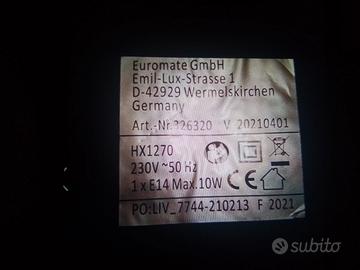 Euromate GmbH
Emil-Lux-Strasse 1
D-42929 Wermelskirchen
Germany
Art.-Nr.326320 V 20210401
HX1270
230V ~50 Hz
1 x E14 Max.10W CE
PO:LIV_7744-210213 F 2021
subito